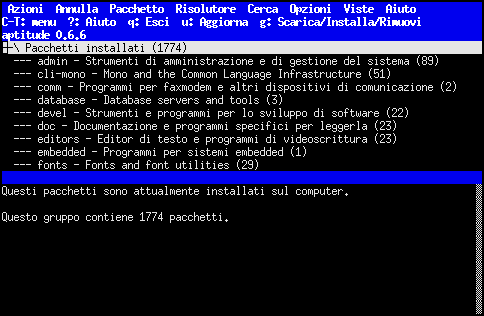 Azioni Annulla Pacchetto Risolutore Cerca Opzioni Viste Aiuto
C-T: menu ?: Aiuto q: Esci u: Aggiorna g: Scarica/Installa/Rimuovi
aptitude 0.6.6
--\ Pacchetti installati (1774)
--- admin - Strumenti di amministrazione e di gestione del sistema (89)
--- cli-mono - Mono and the Common Language Infrastructure (51)
--- comm - Programmi per faxmodem e altri dispositivi di comunicazione (2)
--- database - Database servers and tools (3)
--- devel - Strumenti e programmi per lo sviluppo di software (22)
--- doc - Documentazione e programmi specifici per leggerla (23)
--- editors - Editor di testo e programmi di videoscrittura (23)
--- embedded - Programmi per sistemi embedded (1)
--- fonts - Fonts and font utilities (29)
Questi pacchetti sono attualmente installati sul computer.
Questo gruppo contiene 1774 pacchetti.